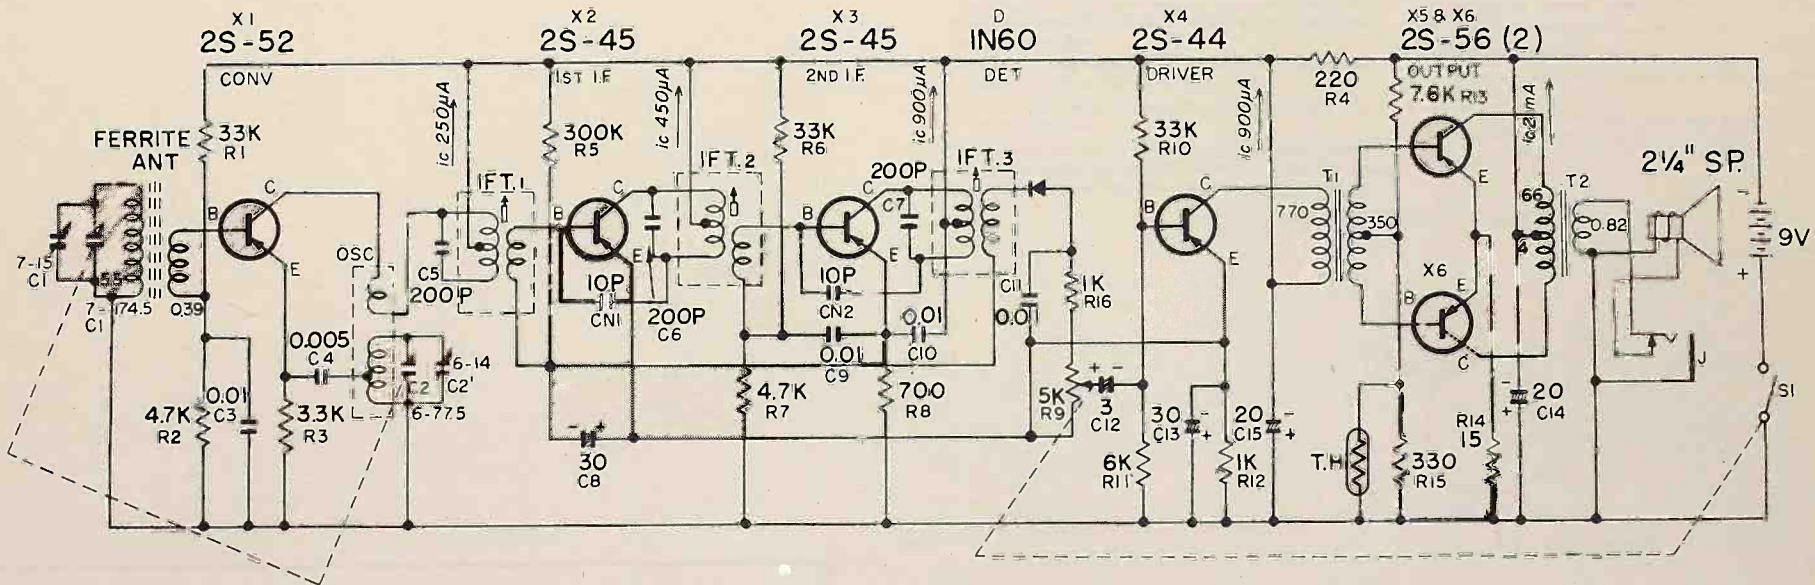 X1
2S-52
CONV
X2
2S-45
1ST I.F.
X3
2S-45
2ND I.F.
D
IN60
DET
X4
2S-44
DRIVER
X5 & X6
2S-56 (2)
OUTPUT
220
R4
7.6K R13
FERRITE
ANT
33K
R1
300K
R5
33K
R6
33K
R10
ic 250μA
ic 450μA
ic 900μA
ic 900μA
IFT.1
IFT.2
IFT.3
200P
C7
2¼" SP.
C
B
E
C
B
E
C
E
C
B
E
E
X6
B
E
C
T1
770
350
66
T2
0.82
9V
-
+
7-15
C1
7-174.5
C1
0.39
OSC
C5
200P
10P
CN1
200P
C6
10P
CN2
0.01
C10
0.01
C9
C11
0.01
1K
R16
0.005
C4
C2
6-14
C2'
6-77.5
4.7K
R2
0.01
C3
3.3K
R3
- +
30
C8
4.7K
R7
700
R8
5K
R9
+ -
3
C12
6K
R11
30
C13
- +
1K
R12
20
C15
- +
T.H.
330
R15
R14
15
- +
20
C14
J
S1